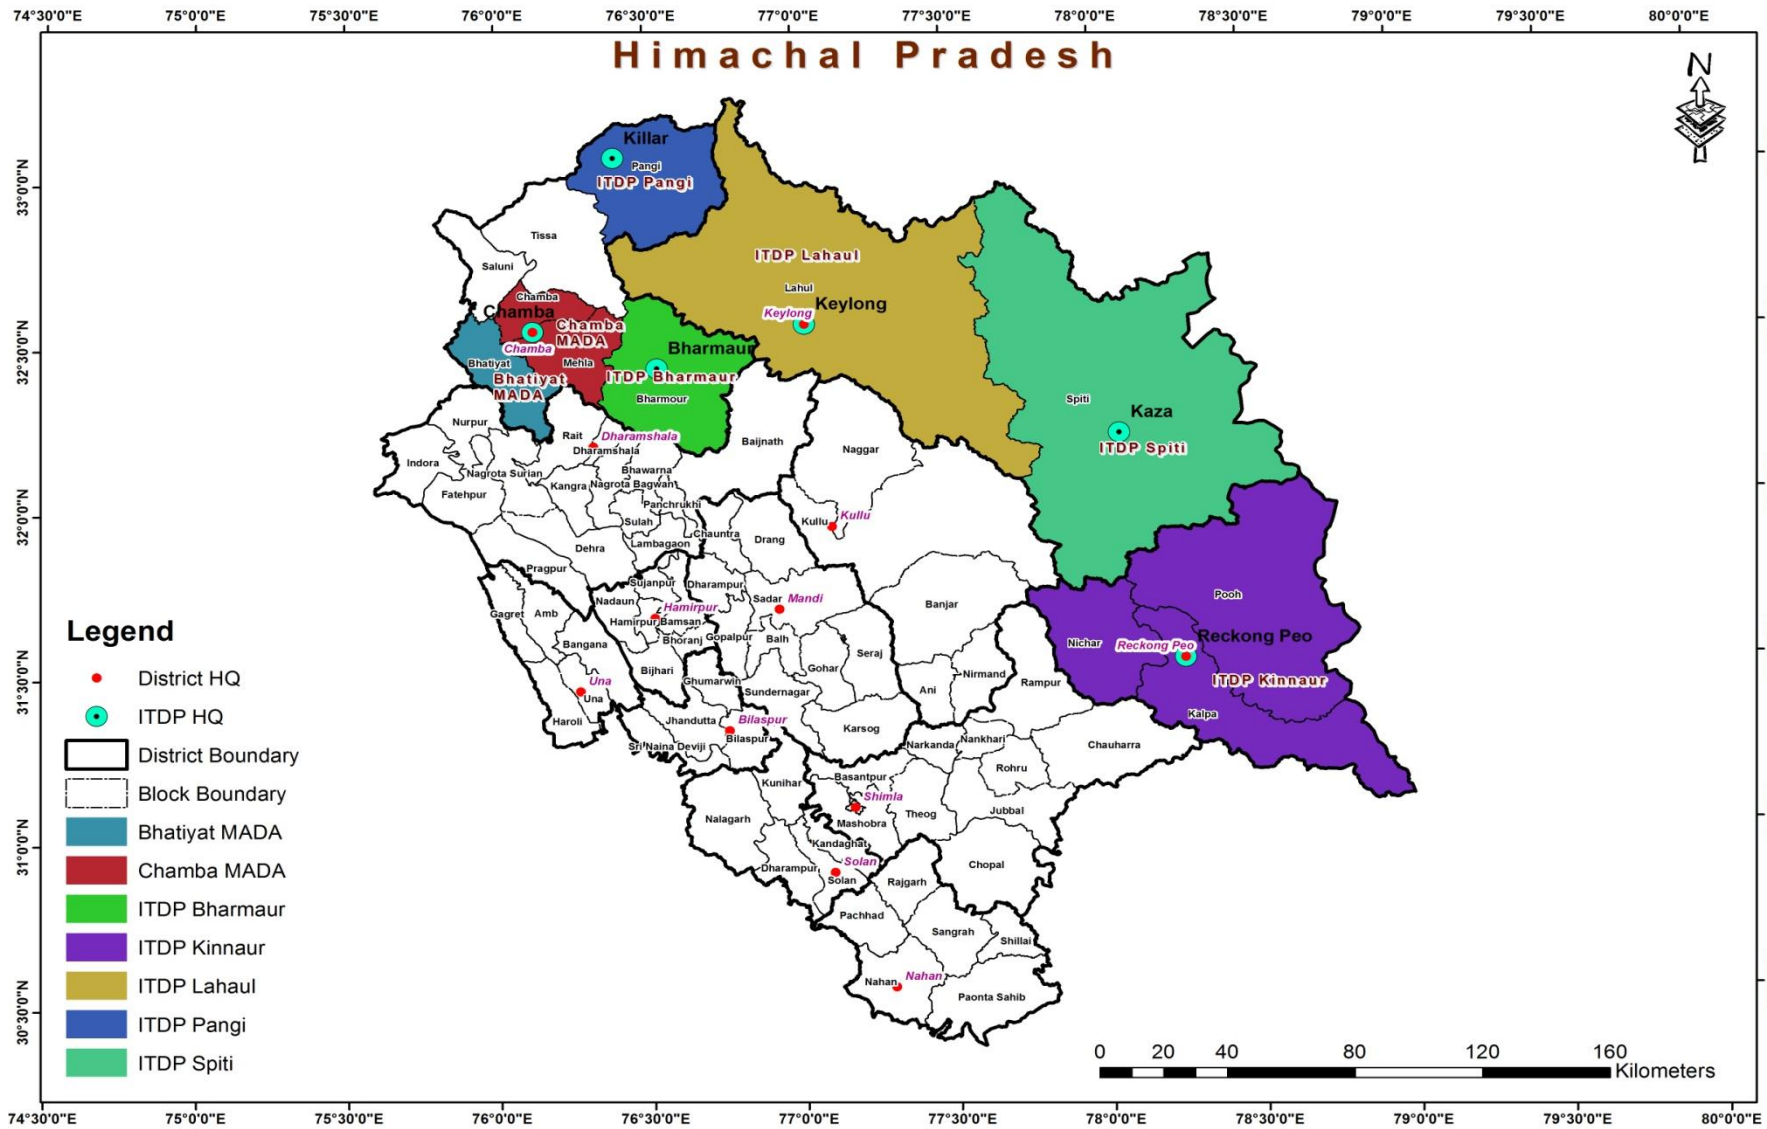 74°30'0"E 75°0'0"E 75°30'0"E 76°0'0"E 76°30'0"E 77°0'0"E 77°30'0"E 78°0'0"E 78°30'0"E 79°0'0"E 79°30'0"E 80°0'0"E
Himachal Pradesh
N
33°0'0"N
32°30'0"N
32°0'0"N
31°30'0"N
31°0'0"N
30°30'0"N
Killar
Pangi
ITDP Pangi
Tissa
Saluni
ITDP Lahaul
Lahul
Keylong
Keylong
Chamba
Chamba
Chamba
MADA
Chamba
Mehla
Bhatiyat
Bhatiyat
MADA
Bharmaur
ITDP Bharmaur
Bharmour
Spiti
Kaza
ITDP Spiti
Nurpur
Rait
Dharamshala
Dharamshala
Baijnath
Naggar
Indora
Nagrota Surian
Bhawarna
Kangra
Nagrota Bagwan
Fatehpur
Panchrukhi
Sulah
Kullu
Kullu
Chauntra
Drang
Dehra
Lambagaon
Pragpur
Sujanpur
Dharampur
Nadaun
Hamirpur
Sadar
Mandi
Banjar
Pooh
Gagret
Amb
Hamirpur
Bamsan
Bhoranj
Gopalpur
Balh
Bangana
Seraj
Nichar
Reckong Peo
Reckong Peo
Bijhari
Gohar
Nirmand
Rampur
ITDP Kinnaur
Una
Una
Ghumarwin
Sundernagar
Ani
Kalpa
Haroli
Jhandutta
Bilaspur
Bilaspur
Karsog
Sri Naina Deviji
Narkanda
Nankhari
Chauharra
Kunihar
Basantpur
Rohru
Shimla
Nalagarh
Mashobra
Theog
Jubbal
Kandaghat
Solan
Dharampur
Solan
Rajgarh
Chopal
Pachhad
Sangrah
Shillai
Nahan
Nahan
Paonta Sahib
Legend
District HQ
ITDP HQ
District Boundary
Block Boundary
Bhatiyat MADA
Chamba MADA
ITDP Bharmaur
ITDP Kinnaur
ITDP Lahaul
ITDP Pangi
ITDP Spiti
0 20 40 80 120 160
Kilometers
74°30'0"E 75°0'0"E 75°30'0"E 76°0'0"E 76°30'0"E 77°0'0"E 77°30'0"E 78°0'0"E 78°30'0"E 79°0'0"E 79°30'0"E 80°0'0"E